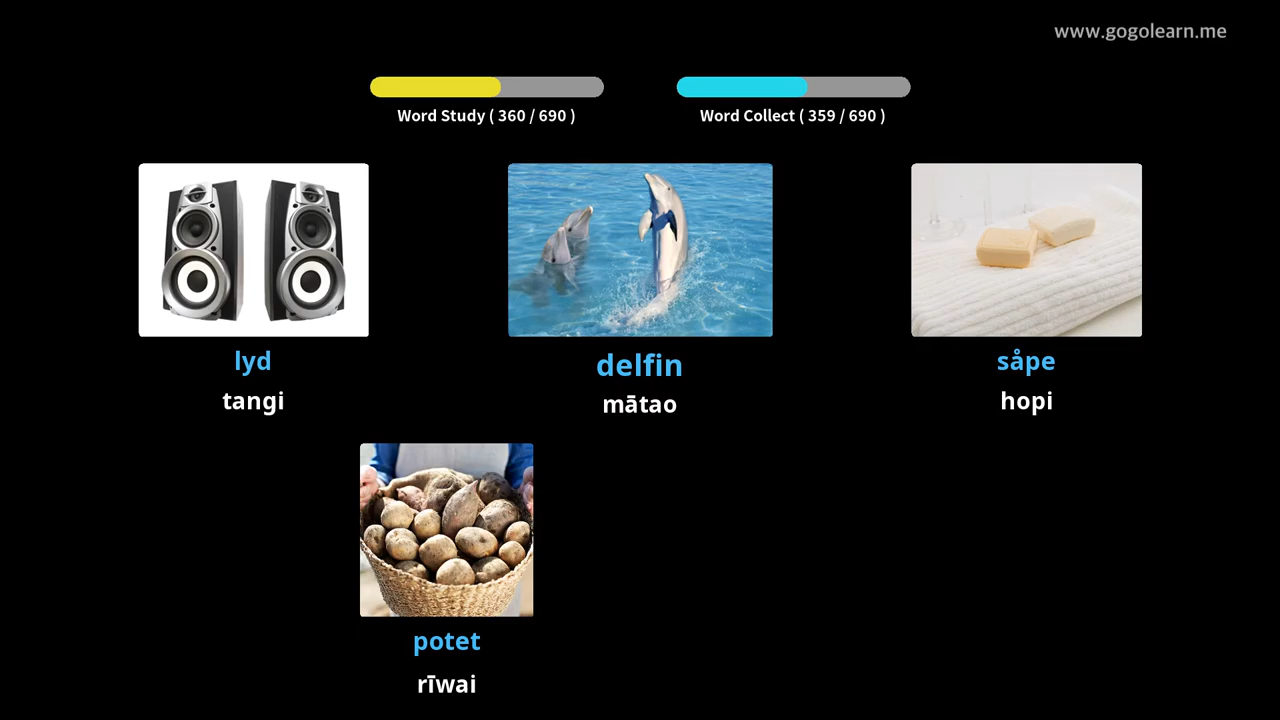 www.gogolearn.me
Word Study ( 360 / 690 )
Word Collect ( 359 / 690 )
lyd
delfin
såpe
tangi
mātao
hopi
potet
rīwai